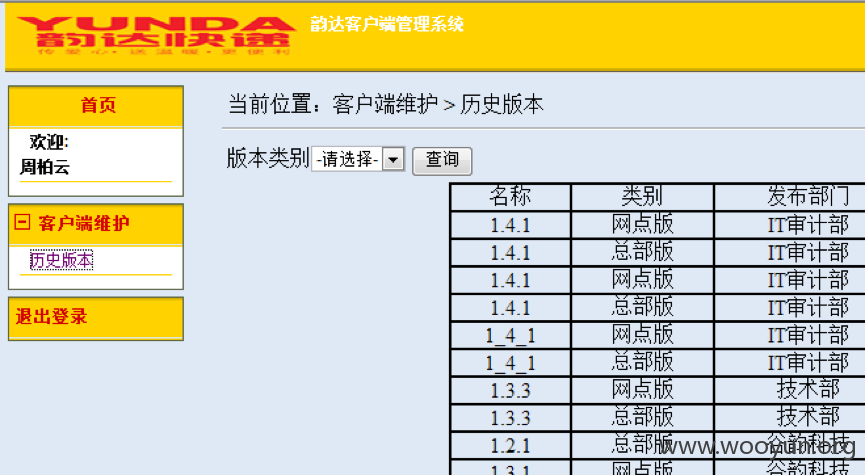 YUNDA
韵达快递
传爱心·送温暖·更便利
韵达客户端管理系统
首页
欢迎:
周柏云
客户端维护
历史版本
退出登录
当前位置：客户端维护 > 历史版本
版本类别 -请选择- 查询
名称 类别 发布部门
1.4.1 网点版 IT审计部
1.4.1 总部版 IT审计部
1.4.1 网点版 IT审计部
1.4.1 总部版 IT审计部
1_4_1 网点版 IT审计部
1_4_1 总部版 IT审计部
1.3.3 网点版 技术部
1.3.3 总部版 技术部
1.2.1 总部版
1.3.1 网点版
www.wooyun.org